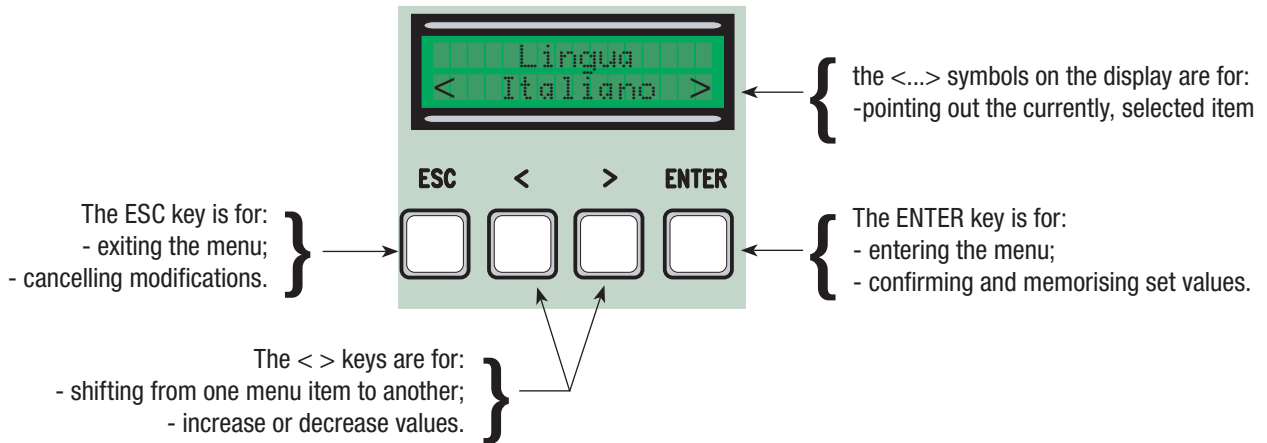 Lingua
< Italiano >
the <...> symbols on the display are for:
-pointing out the currently, selected item
ESC < > ENTER
The ESC key is for:
- exiting the menu;
- cancelling modifications.
The ENTER key is for:
- entering the menu;
- confirming and memorising set values.
The < > keys are for:
- shifting from one menu item to another;
- increase or decrease values.